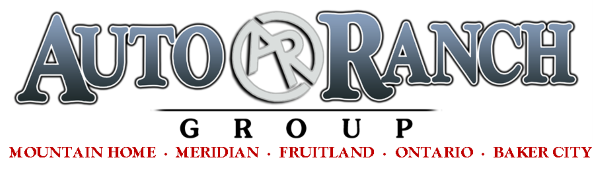 AUTO AR RANCH
GROUP
MOUNTAIN HOME · MERIDIAN · FRUITLAND · ONTARIO · BAKER CITY